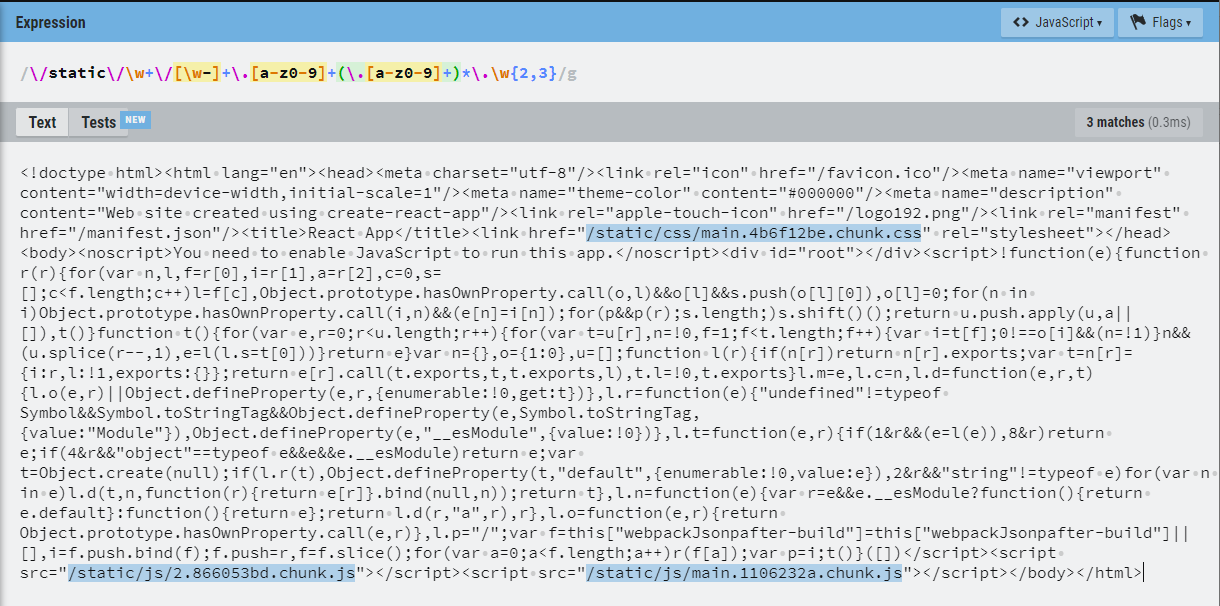 Expression
<> JavaScript ▾
Flags ▾
/\/static\/\w+\/[\w-]+\.[a-z0-9]+(\.[a-z0-9]+)*\.\w{2,3}/g
Text
Tests
NEW
3 matches (0.3ms)
<!doctype·html><html·lang="en"><head><meta·charset="utf-8"/><link·rel="icon"·href="/favicon.ico"/><meta·name="viewport"·
content="width=device-width,initial-scale=1"/><meta·name="theme-color"·content="#000000"/><meta·name="description"·
content="Web·site·created·using·create-react-app"/><link·rel="apple-touch-icon"·href="/logo192.png"/><link·rel="manifest"·
href="/manifest.json"/><title>React·App</title><link·href="/static/css/main.4b6f12be.chunk.css"·rel="stylesheet"></head>
<body><noscript>You·need·to·enable·JavaScript·to·run·this·app.</noscript><div·id="root"></div><script>!function(e){function·
r(r){for(var·n,l,f=r[0],i=r[1],a=r[2],c=0,s=
[];c<f.length;c++)l=f[c],Object.prototype.hasOwnProperty.call(o,l)&&o[l]&&s.push(o[l][0]),o[l]=0;for(n·in·
i)Object.prototype.hasOwnProperty.call(i,n)&&(e[n]=i[n]);for(p&&p(r);s.length;)s.shift()();return·u.push.apply(u,a||
[]),t()}function·t(){for(var·e,r=0;r<u.length;r++){for(var·t=u[r],n=!0,f=1;f<t.length;f++){var·i=t[f];0!==o[i]&&(n=!1)}n&&
(u.splice(r--,1),e=l(l.s=t[0]))}return·e}var·n={},o={1:0},u=[];function·l(r){if(n[r])return·n[r].exports;var·t=n[r]=
{i:r,l:!1,exports:{}};return·e[r].call(t.exports,t,t.exports,l),t.l=!0,t.exports}l.m=e,l.c=n,l.d=function(e,r,t)
{l.o(e,r)||Object.defineProperty(e,r,{enumerable:!0,get:t})},l.r=function(e){"undefined"!=typeof·
Symbol&&Symbol.toStringTag&&Object.defineProperty(e,Symbol.toStringTag,
{value:"Module"}),Object.defineProperty(e,"__esModule",{value:!0})},l.t=function(e,r){if(1&r&&(e=l(e)),8&r)return·
e;if(4&r&&"object"==typeof·e&&e&&e.__esModule)return·e;var·
t=Object.create(null);if(l.r(t),Object.defineProperty(t,"default",{enumerable:!0,value:e}),2&r&&"string"!=typeof·e)for(var·n·
in·e)l.d(t,n,function(r){return·e[r]}.bind(null,n));return·t},l.n=function(e){var·r=e&&e.__esModule?function(){return·
e.default}:function(){return·e};return·l.d(r,"a",r),r},l.o=function(e,r){return·
Object.prototype.hasOwnProperty.call(e,r)},l.p="/";var·f=this["webpackJsonpafter-build"]=this["webpackJsonpafter-build"]||
[],i=f.push.bind(f);f.push=r,f=f.slice();for(var·a=0;a<f.length;a++)r(f[a]);var·p=i;t()}([])</script><script·
src="/static/js/2.866053bd.chunk.js"></script><script·src="/static/js/main.1106232a.chunk.js"></script></body></html>